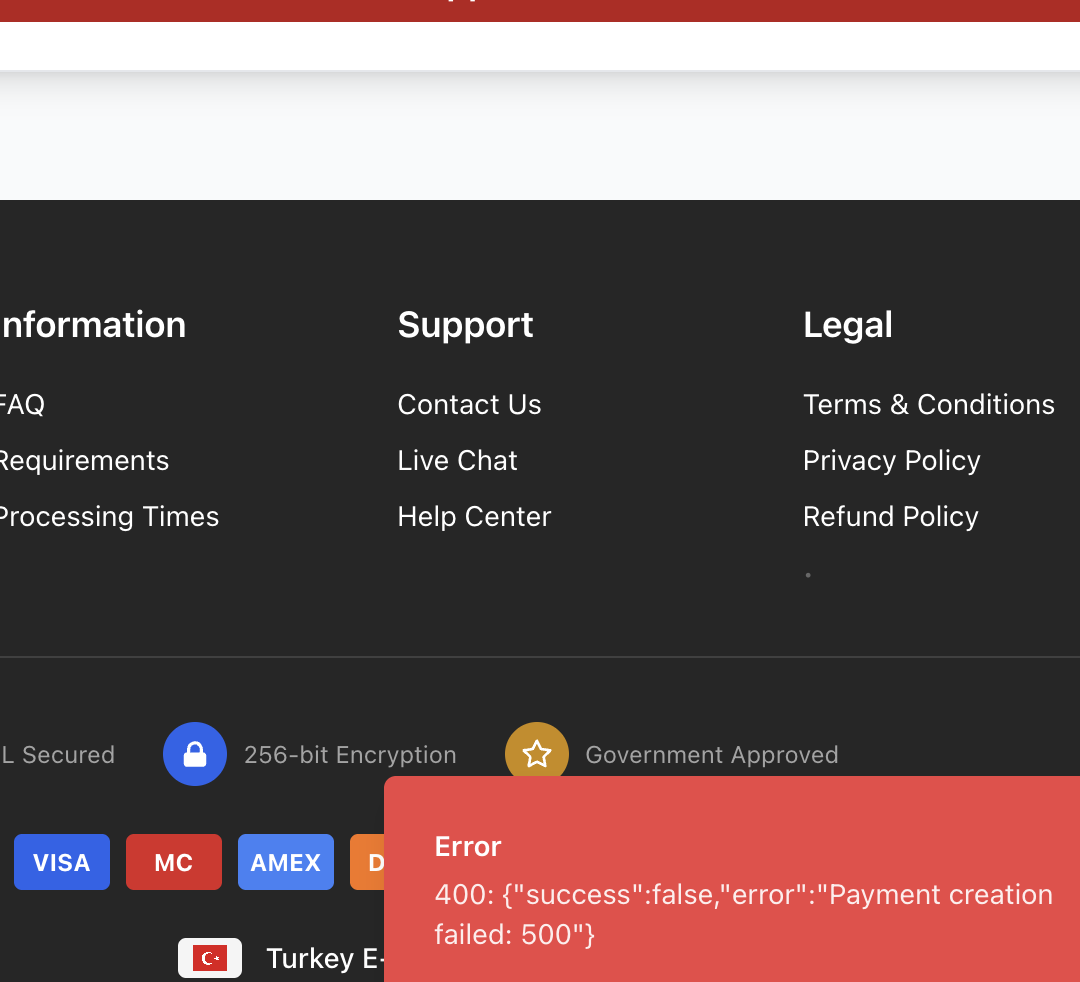 nformation
Support
Legal
FAQ
Contact Us
Terms & Conditions
Requirements
Live Chat
Privacy Policy
Processing Times
Help Center
Refund Policy
L Secured
256-bit Encryption
Government Approved
VISA
MC
AMEX
D
Error
400: {"success":false,"error":"Payment creation
failed: 500"}
Turkey E-